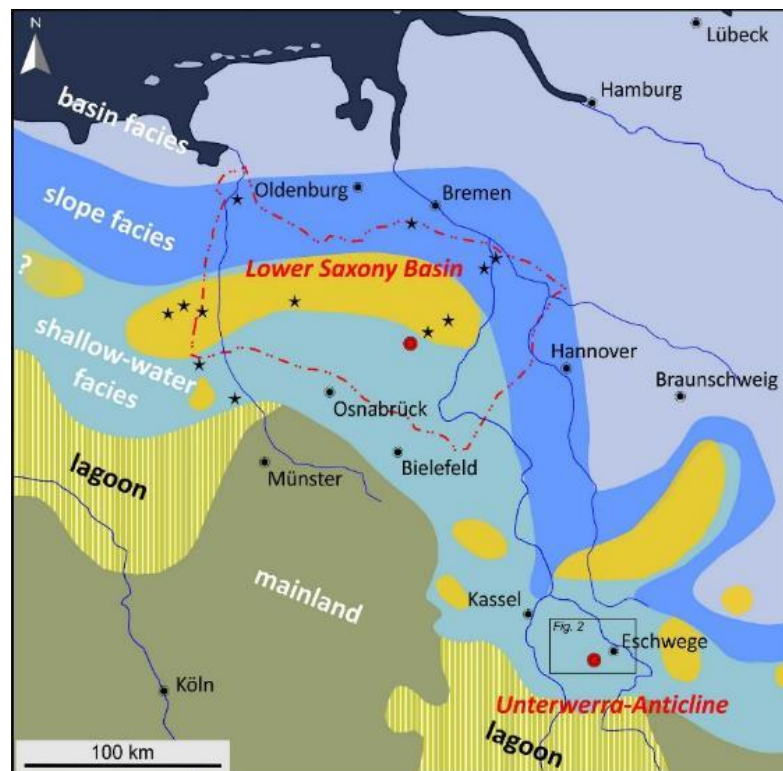 N
Lübeck
Hamburg
basin facies
Oldenburg
Bremen
slope facies
Lower Saxony Basin
?
shallow-water
facies
Hannover
Braunschweig
Osnabrück
lagoon
Münster
Bielefeld
mainland
Kassel
Fig. 2
Eschwege
Köln
Unterwerra-Anticline
lagoon
100 km